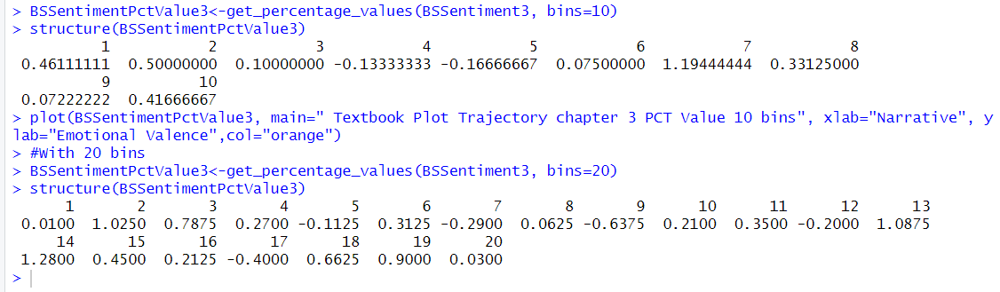 > BSSentimentPctValue3<-get_percentage_values(BSSentiment3, bins=10)
> structure(BSSentimentPctValue3)
          1           2           3           4           5           6           7           8
 0.46111111  0.50000000  0.10000000 -0.13333333 -0.16666667  0.07500000  1.19444444  0.33125000
          9          10
 0.07222222  0.41666667
> plot(BSSentimentPctValue3, main=" Textbook Plot Trajectory chapter 3 PCT Value 10 bins", xlab="Narrative", y
lab="Emotional Valence",col="orange")
> #With 20 bins
> BSSentimentPctValue3<-get_percentage_values(BSSentiment3, bins=20)
> structure(BSSentimentPctValue3)
      1       2       3       4       5       6       7       8       9      10      11      12      13
 0.0100  1.0250  0.7875  0.2700 -0.1125  0.3125 -0.2900  0.0625 -0.6375  0.2100  0.3500 -0.2000  1.0875
     14      15      16      17      18      19      20
 1.2800  0.4500  0.2125 -0.4000  0.6625  0.9000  0.0300
>